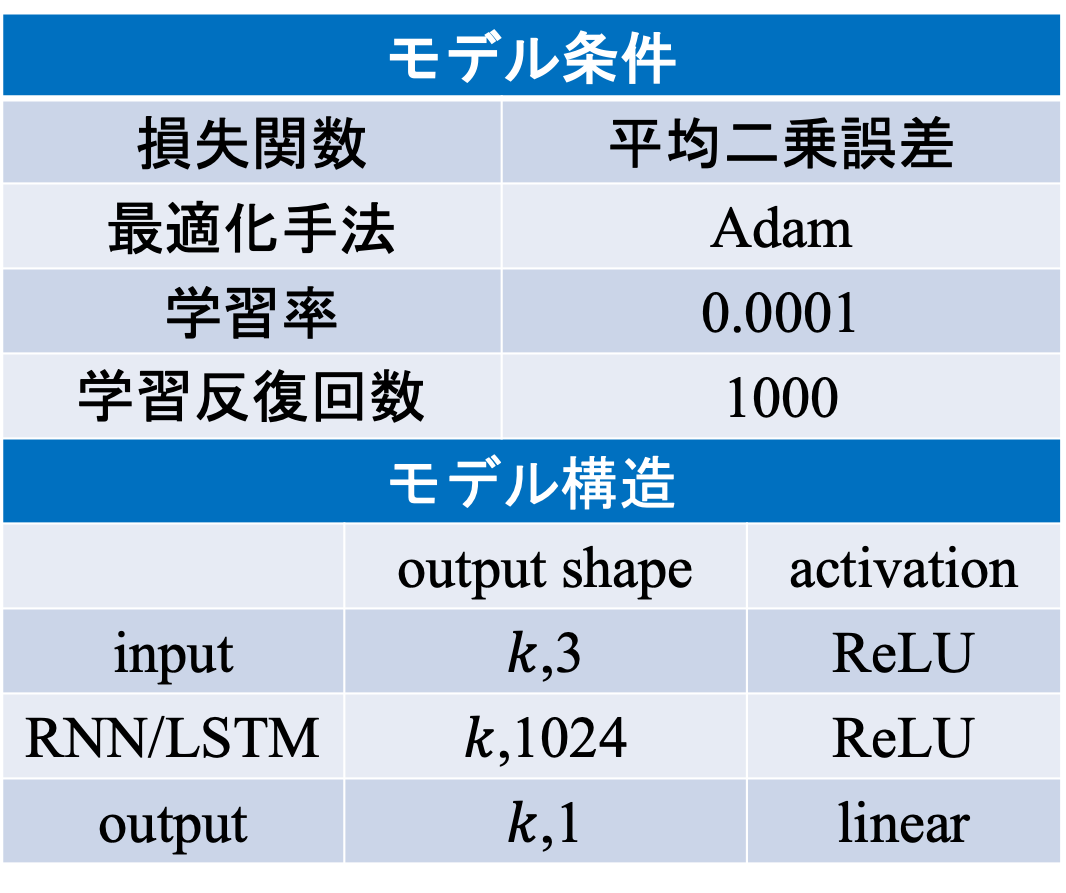 モデル条件
損失関数 平均二乗誤差
最適化手法 Adam
学習率 0.0001
学習反復回数 1000
モデル構造
output shape activation
input k,3 ReLU
RNN/LSTM k,1024 ReLU
output k,1 linear